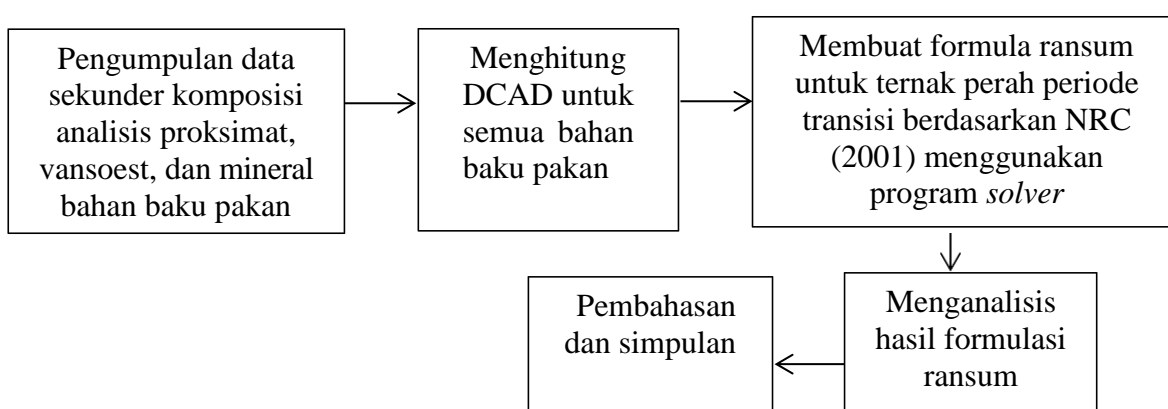 Pengumpulan data
sekunder komposisi
analisis proksimat,
vansoest, dan mineral
bahan baku pakan
Menghitung
DCAD untuk
semua bahan
baku pakan
Membuat formula ransum
untuk ternak perah periode
transisi berdasarkan NRC
(2001) menggunakan
program solver
Menganalisis
hasil formulasi
ransum
Pembahasan
dan simpulan